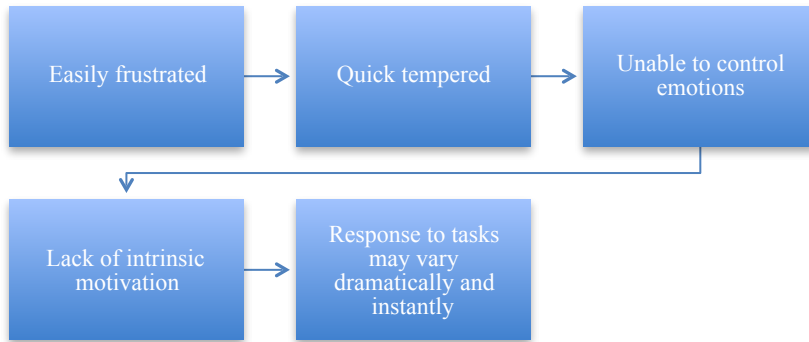 Easily frustrated
Quick tempered
Unable to control
emotions
Lack of intrinsic
motivation
Response to tasks
may vary
dramatically and
instantly